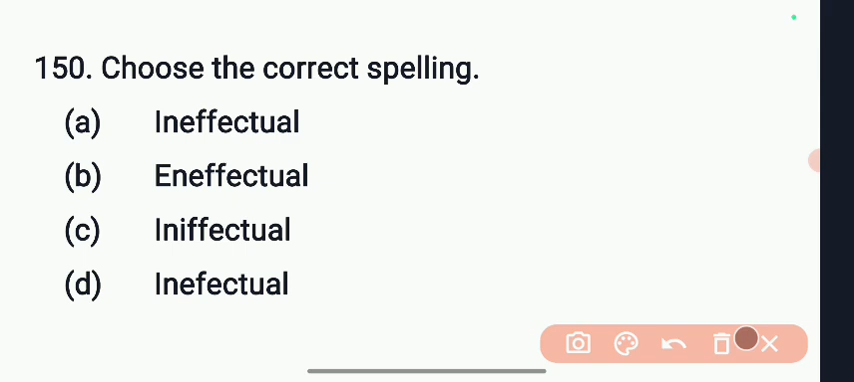 150. Choose the correct spelling.
(a) Ineffectual
(b) Eneffectual
(c) Iniffectual
(d) Inefectual